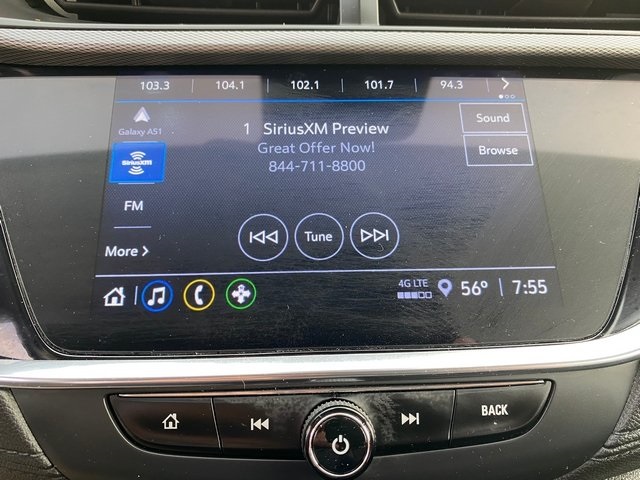 103.3 104.1 102.1 101.7 94.3
Galaxy A51
SiriusXM
FM
More
1 SiriusXM Preview
Great Offer Now!
844-711-8800
Sound
Browse
Tune
4G LTE
56° 7:55
BACK